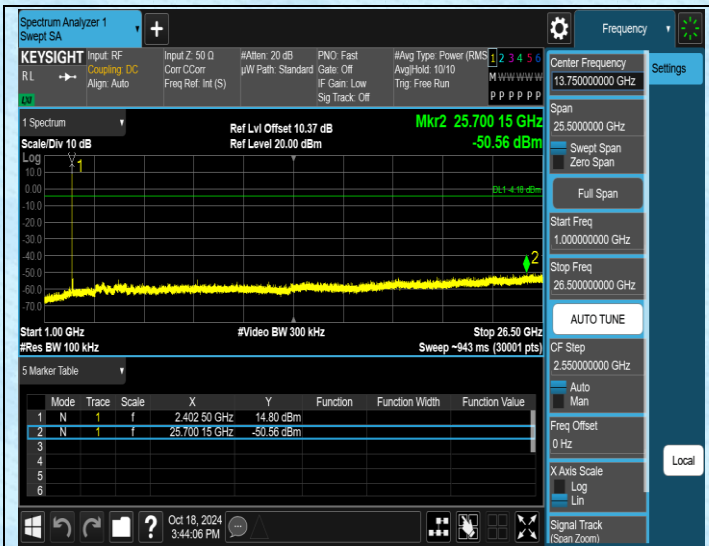 Spectrum Analyzer 1
Swept SA
+
Frequency
KEYSIGHT
RL
LXI
Input: RF
Coupling: DC
Align: Auto
Input Z: 50 Ω
Corr CCorr
Freq Ref: Int (S)
#Atten: 20 dB
µW Path: Standard
PNO: Fast
Gate: Off
IF Gain: Low
Sig Track: Off
#Avg Type: Power (RMS
Avg|Hold: 10/10
Trig: Free Run
1 2 3 4 5 6
M W W W W W
P P P P P P
Settings
Center Frequency
13.750000000 GHz
Span
25.5000000 GHz
Swept Span
Zero Span
Full Span
Start Freq
1.000000000 GHz
Stop Freq
26.500000000 GHz
AUTO TUNE
CF Step
2.550000000 GHz
Auto
Man
Freq Offset
0 Hz
X Axis Scale
Log
Lin
Signal Track
(Span Zoom)
Local
1 Spectrum
Scale/Div 10 dB
Ref Lvl Offset 10.37 dB
Ref Level 20.00 dBm
Mkr2 25.700 15 GHz
-50.56 dBm
Log
10.0
0.00
-10.0
-20.0
-30.0
-40.0
-50.0
-60.0
-70.0
1
DL1 -4.18 dBm
2
Start 1.00 GHz
#Video BW 300 kHz
Stop 26.50 GHz
#Res BW 100 kHz
Sweep ~943 ms (30001 pts)
5 Marker Table
Mode Trace Scale X Y Function Function Width Function Value
1 N 1 f 2.402 50 GHz 14.80 dBm
2 N 1 f 25.700 15 GHz -50.56 dBm
3
4
5
6
?
Oct 18, 2024
3:44:06 PM